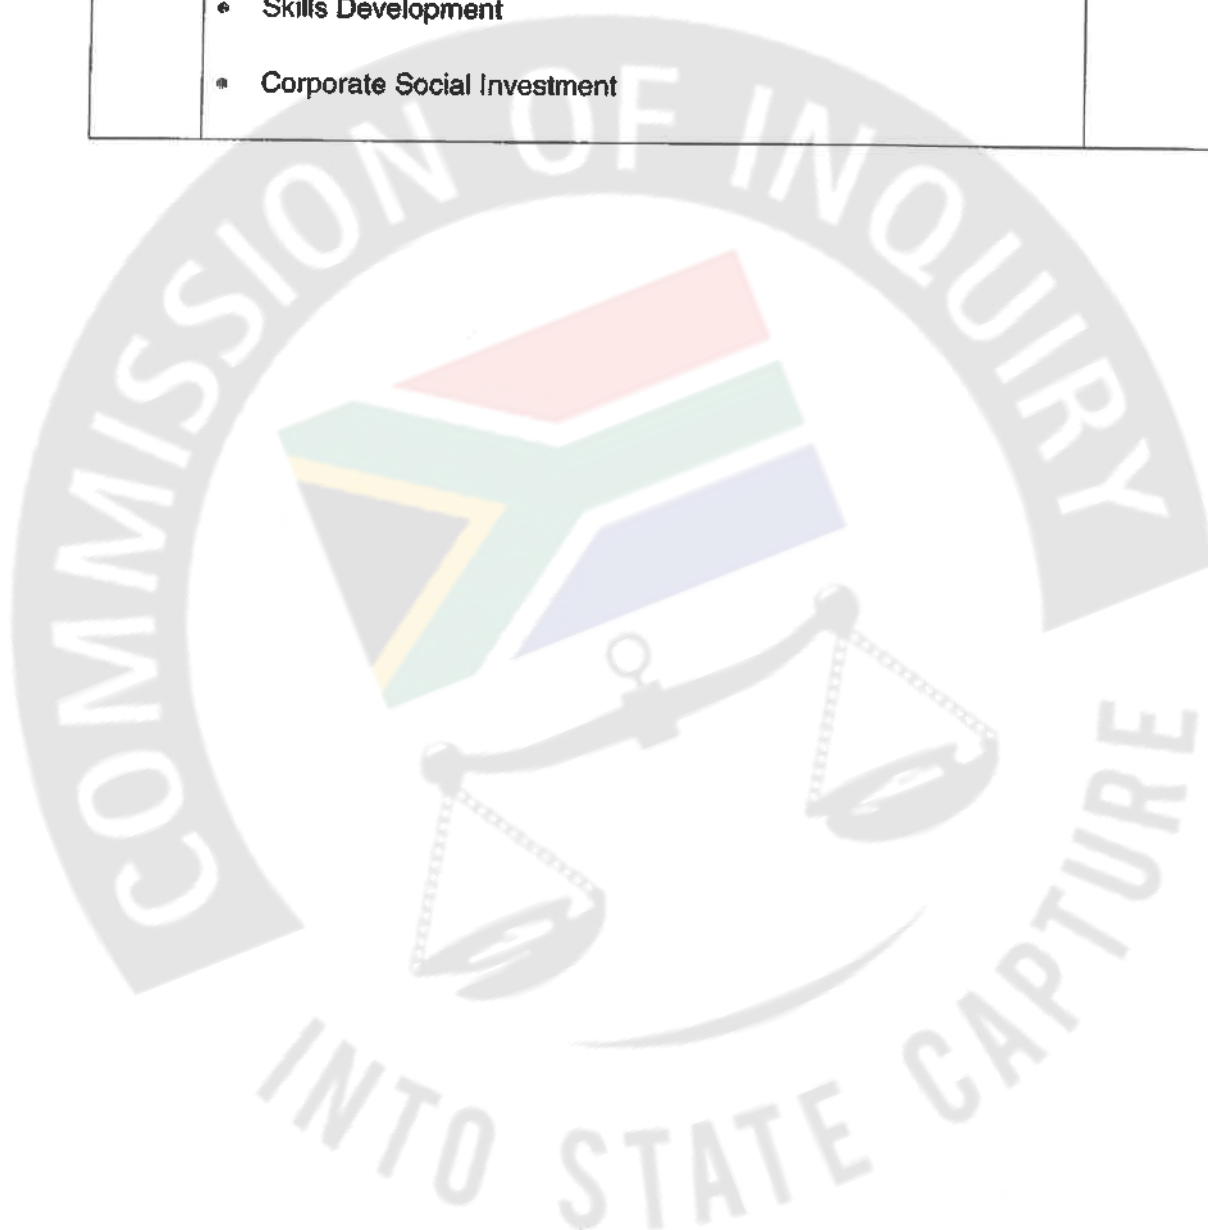 • Skills Development
• Corporate Social Investment
COMMISSION OF INQUIRY
INTO STATE CAPTURE